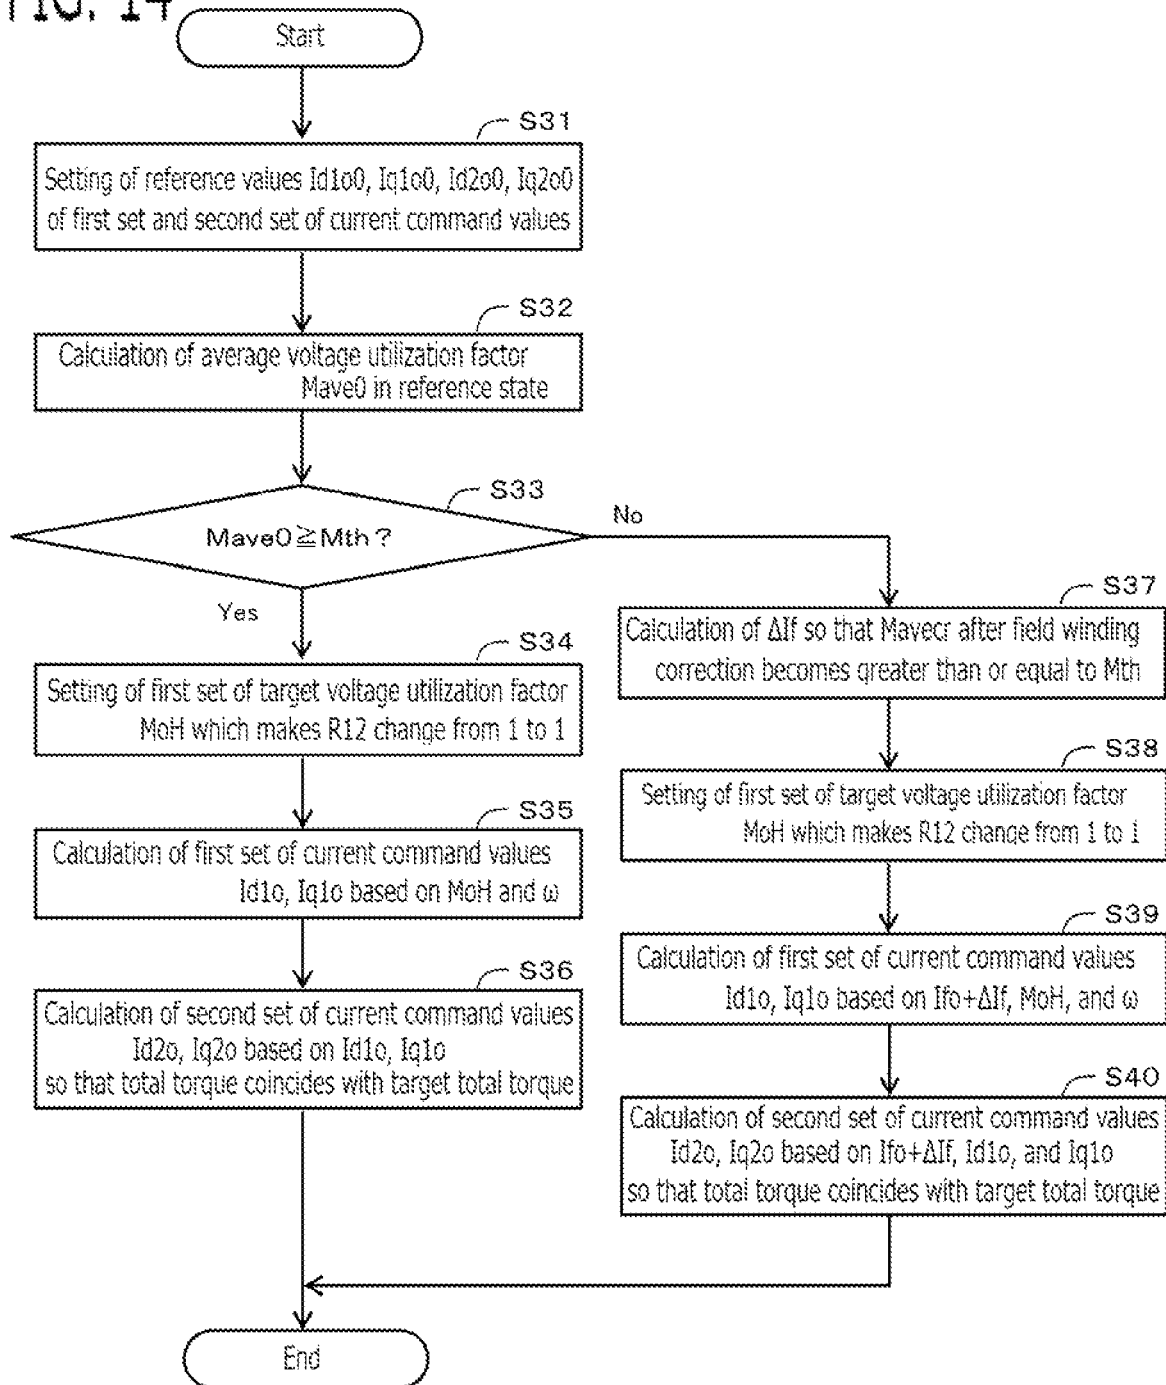 FIG. 14
Start
S31
Setting of reference values Id1o0, Iq1o0, Id2o0, Iq2o0
of first set and second set of current command values
S32
Calculation of average voltage utilization factor
Mave0 in reference state
S33
Mave0≧Mth?
No
Yes
S34
Setting of first set of target voltage utilization factor
MoH which makes R12 change from 1 to 1
S35
Calculation of first set of current command values
Id1o, Iq1o based on MoH and ω
S36
Calculation of second set of current command values
Id2o, Iq2o based on Id1o, Iq1o
so that total torque coincides with target total torque
S37
Calculation of ΔIf so that Mavecr after field winding
correction becomes greater than or equal to Mth
S38
Setting of first set of target voltage utilization factor
MoH which makes R12 change from 1 to 1
S39
Calculation of first set of current command values
Id1o, Iq1o based on Ifo+ΔIf, MoH, and ω
S40
Calculation of second set of current command values
Id2o, Iq2o based on Ifo+ΔIf, Id1o, and Iq1o
so that total torque coincides with target total torque
End